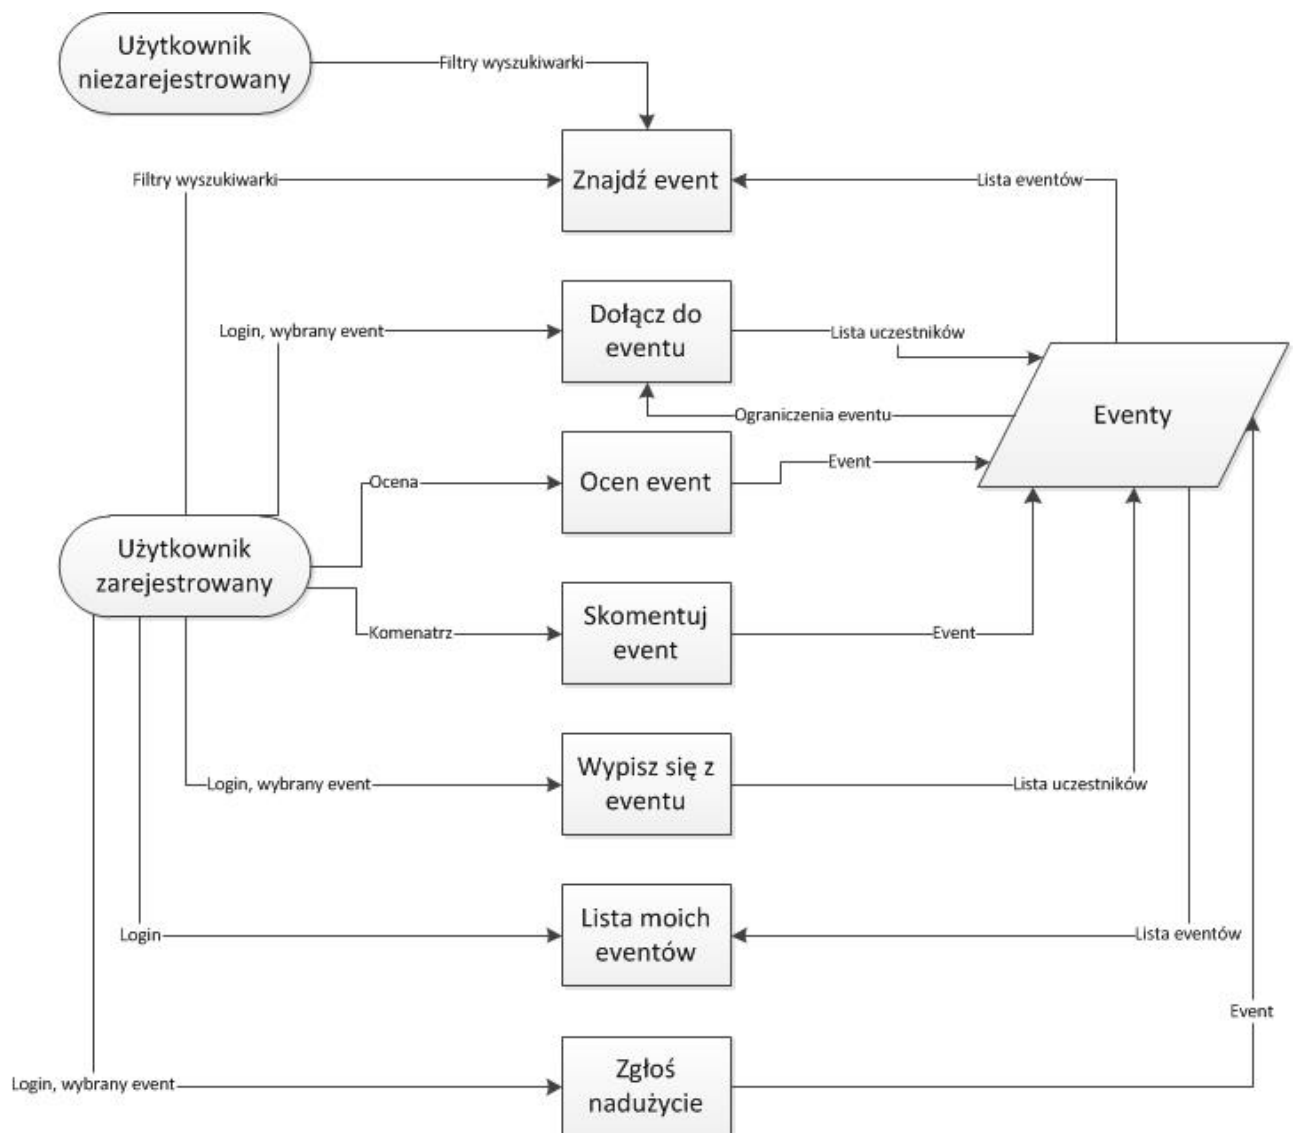 Użytkownik
niezarejestrowany
Filtry wyszukiwarki
Filtry wyszukiwarki
Znajdź event
Lista eventów
Login, wybrany event
Dołącz do
eventu
Lista uczestników
Ograniczenia eventu
Eventy
Ocena
Ocen event
Event
Użytkownik
zarejestrowany
Komenatrz
Skomentuj
event
Event
Login, wybrany event
Wypisz się z
eventu
Lista uczestników
Login
Lista moich
eventów
Lista eventów
Event
Login, wybrany event
Zgłoś
nadużycie